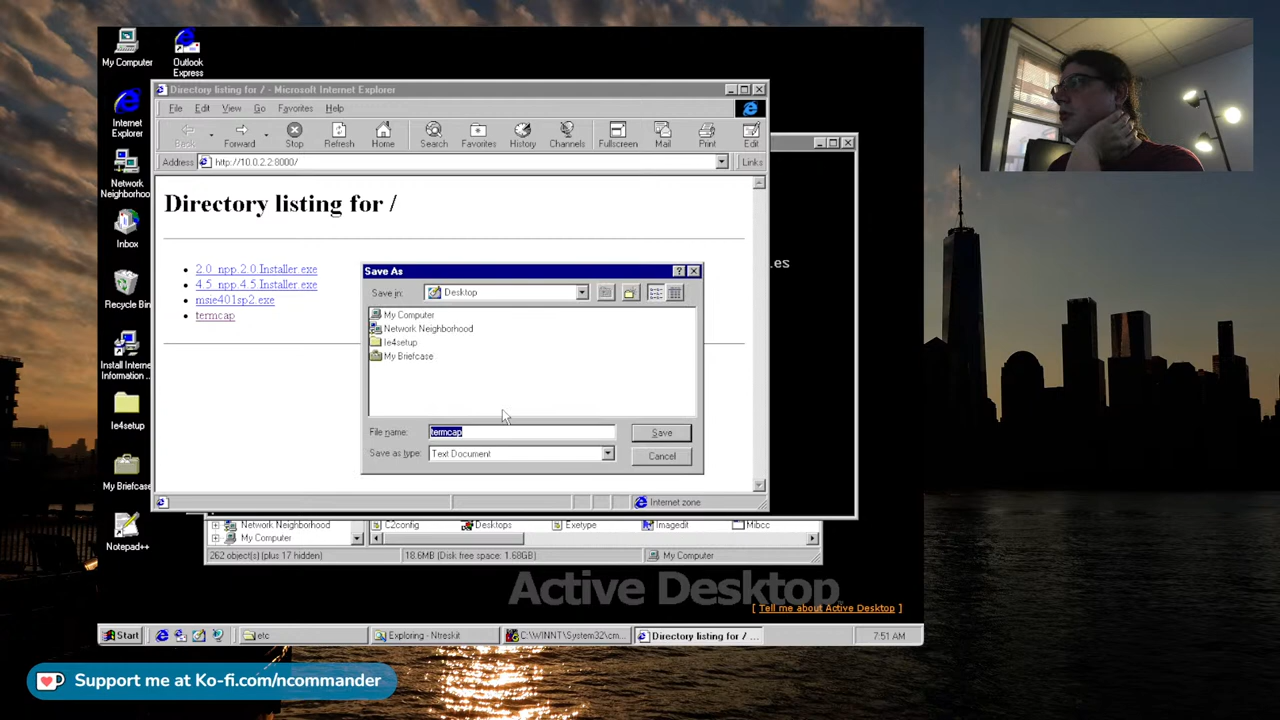 My Computer
Outlook
Express
Internet
Explorer
Network
Neighborhoo
Inbox
Recycle Bin
Install Interne
Information ...
Ie4setup
My Briefcase
Notepad++
Directory listing for / - Microsoft Internet Explorer
File Edit View Go Favorites Help
Back Forward Stop Refresh Home Search Favorites History Channels Fullscreen Mail Print Edit
Address http://10.0.2.2:8000/ Links
Directory listing for /
2.0_npp.2.0.Installer.exe
4.5_npp.4.5.Installer.exe
msie401sp2.exe
termcap
Save As
Save in: Desktop
My Computer
Network Neighborhood
Ie4setup
My Briefcase
File name: termcap Save
Save as type: Text Document Cancel
Internet zone
.es
Network Neighborhood C2config Desktops Exetype Imagedit Mibcc
My Computer
262 object(s) (plus 17 hidden) 18.6MB (Disk free space: 1.68GB) My Computer
Active Desktop
[ Tell me about Active Desktop ]
Start etc Exploring - Ntreskit C:\WINNT\System32\cm... Directory listing for / ... 7:51 AM
Support me at Ko-fi.com/ncommander